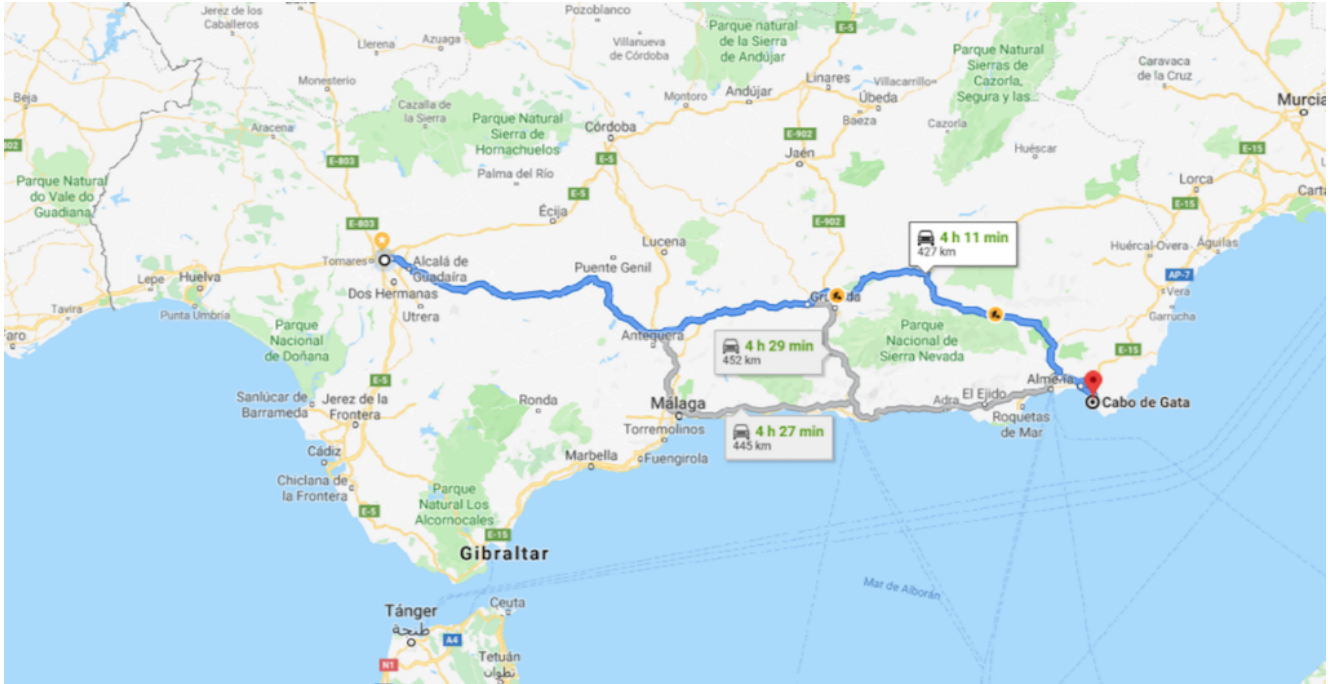 Jerez de los
Caballeros
Azuaga
Llerena
Pozoblanco
Villanueva
de Córdoba
Parque natural
de la Sierra
de Andújar
E-5
Parque Natural
Sierras de
Cazorla,
Segura y las
Caravaca
de la Cruz
Beja
Monesterio
Cazalla de
la Sierra
Montoro
Andújar
Linares
Villacarrillo
Úbeda
Baeza
Murcia
Aracena
Parque Natural
Sierra de
Hornachuelos
Córdoba
E-902
Cazorla
E-803
E-5
Jaén
Huéscar
E-15
Parque Natural
do Vale do
Guadiana
Palma del Río
Lorca
E-15
Écija
E-5
E-803
E-902
4 h 11 min
427 km
Lucena
Huércal-Overa
Águilas
Tomares
Alcalá de
Guadaíra
Puente Genil
AP-7
Lepe
Huelva
Dos Hermanas
Vera
Tavira
Punta Umbría
Utrera
Garrucha
Parque
Nacional
de Doñana
Antequera
4 h 29 min
452 km
Parque
Nacional de
Sierra Nevada
E-15
E-5
Almería
Sanlúcar de
Barrameda
Jerez de la
Frontera
Ronda
Málaga
Adra
El Ejido
Cabo de Gata
Torremolinos
4 h 27 min
445 km
Roquetas
de Mar
Cádiz
Marbella
Fuengirola
Chiclana de
la Frontera
Parque
Natural Los
Alcornocales
E-5
E-15
Gibraltar
Mar de Alborán
Tánger
طنجة
Ceuta
A4
N1
Tetuán
تطوان